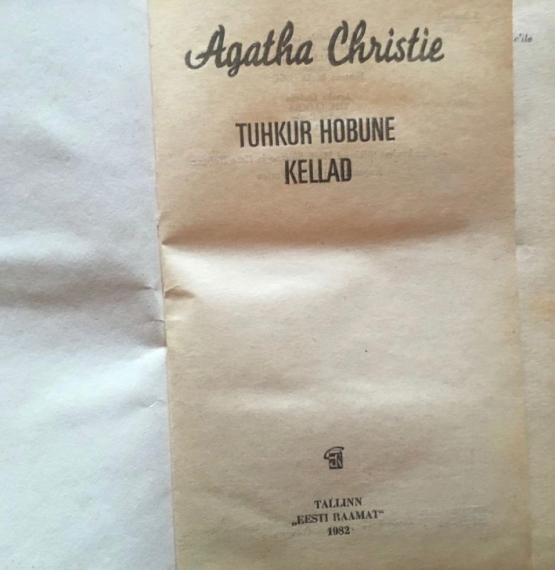 Agatha Christie
TUHKUR HOBUNE
KELLAD
TALLINN
„EESTI RAAMAT“
1982